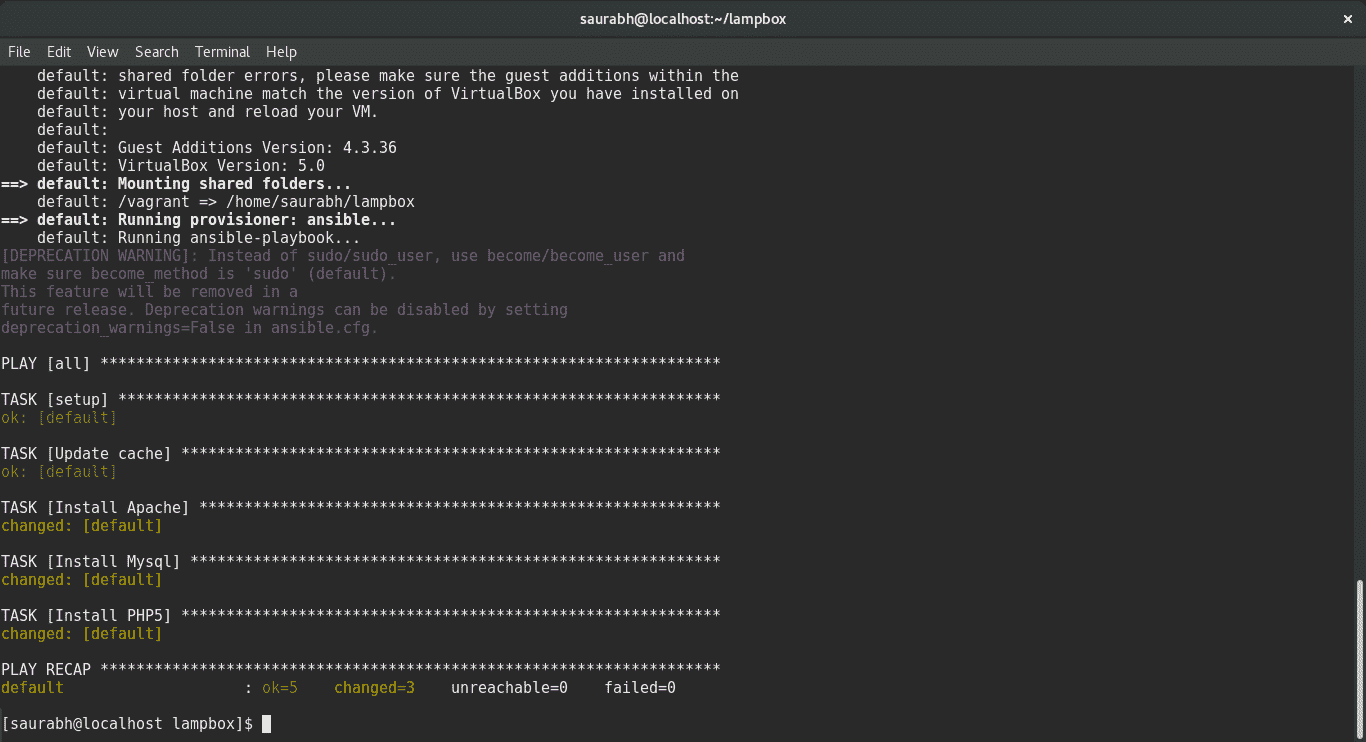 saurabh@localhost:~/lampbox ×
File Edit View Search Terminal Help
    default: shared folder errors, please make sure the guest additions within the
    default: virtual machine match the version of VirtualBox you have installed on
    default: your host and reload your VM.
    default:
    default: Guest Additions Version: 4.3.36
    default: VirtualBox Version: 5.0
==> default: Mounting shared folders...
    default: /vagrant => /home/saurabh/lampbox
==> default: Running provisioner: ansible...
    default: Running ansible-playbook...
[DEPRECATION WARNING]: Instead of sudo/sudo_user, use become/become_user and
make sure become_method is 'sudo' (default).
This feature will be removed in a
future release. Deprecation warnings can be disabled by setting
deprecation_warnings=False in ansible.cfg.

PLAY [all] *********************************************************************

TASK [setup] *******************************************************************
ok: [default]

TASK [Update cache] ************************************************************
ok: [default]

TASK [Install Apache] **********************************************************
changed: [default]

TASK [Install Mysql] ***********************************************************
changed: [default]

TASK [Install PHP5] ************************************************************
changed: [default]

PLAY RECAP *********************************************************************
default                    : ok=5    changed=3    unreachable=0    failed=0

[saurabh@localhost lampbox]$